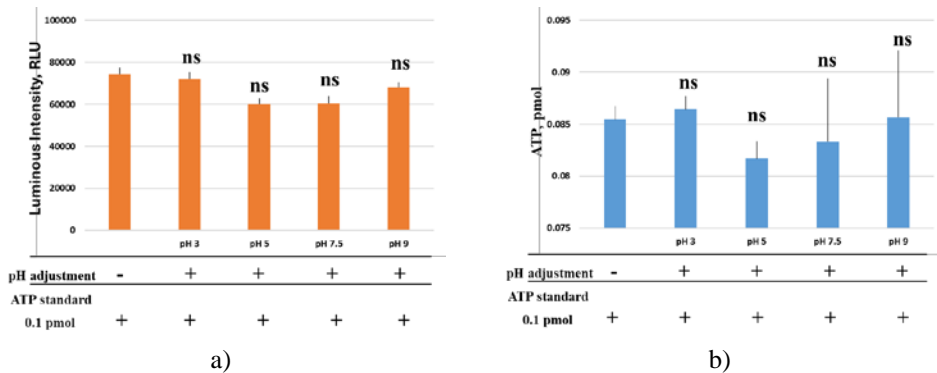 100000
80000
60000
40000
20000
0
Luminous Intensity, RLU
ns
ns
ns
ns
pH 3
pH 5
pH 7.5
pH 9
pH adjustment - + + + +
ATP standard
0.1 pmol + + + + +
a)
0.095
0.09
0.085
0.08
0.075
ATP, pmol
ns
ns
ns
ns
pH 3
pH 5
pH 7.5
pH 9
pH adjustment - + + + +
ATP standard
0.1 pmol + + + + +
b)